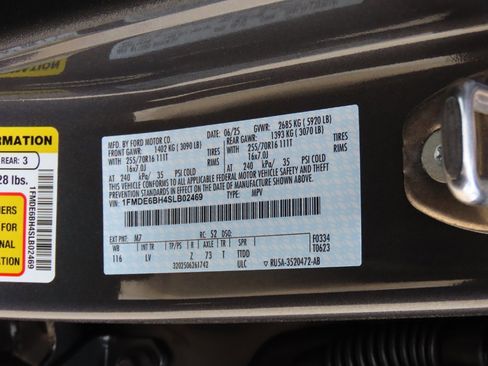 MFD. BY FORD MOTOR CO.
DATE: 06/25
GVWR: 2685 KG ( 5920 LB)
FRONT GAWR: 1402 KG ( 3090 LB)
REAR GAWR: 1393 KG ( 3070 LB)
255/70R16 111T TIRES
255/70R16 111T TIRES
16x7.0J RIMS
16x7.0J RIMS
AT 240 kPa/ 35 PSI COLD
AT 240 kPa/ 35 PSI COLD
THIS VEHICLE CONFORMS TO ALL APPLICABLE FEDERAL MOTOR VEHICLE SAFETY AND THEFT
PREVENTION STANDARDS IN EFFECT ON THE DATE OF MANUFACTURE SHOWN ABOVE.
VIN: 1FMDE6BH4SLB02469
TYPE: MPV
EXT PNT: M7
RC: 52 DSO:
WB INT TR TP/PS R AXLE TR
116 LV Z 73 T TTDD
F0334
T0623
3202506261742
ULC
RU5A-3520472-AB
ORMATION
REAR: 3
28 lbs.
1FMDE6BH4SLB02469